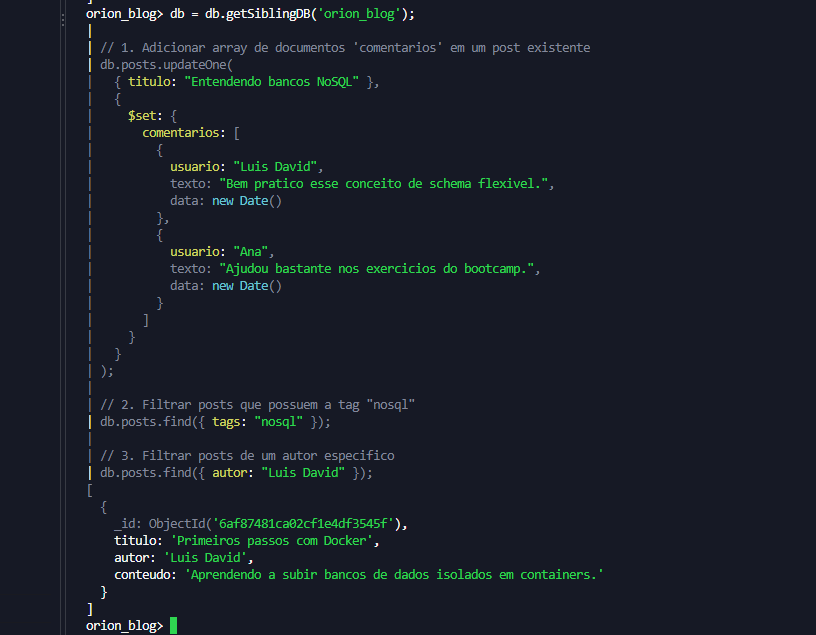 ]
orion_blog> db = db.getSiblingDB('orion_blog');
|
| // 1. Adicionar array de documentos 'comentarios' em um post existente
| db.posts.updateOne(
|   { titulo: "Entendendo bancos NoSQL" },
|   {
|     $set: {
|       comentarios: [
|         {
|           usuario: "Luis David",
|           texto: "Bem pratico esse conceito de schema flexivel.",
|           data: new Date()
|         },
|         {
|           usuario: "Ana",
|           texto: "Ajudou bastante nos exercicios do bootcamp.",
|           data: new Date()
|         }
|       ]
|     }
|   }
| );
|
| // 2. Filtrar posts que possuem a tag "nosql"
| db.posts.find({ tags: "nosql" });
|
| // 3. Filtrar posts de um autor especifico
| db.posts.find({ autor: "Luis David" });
[
  {
    _id: ObjectId('6af87481ca02cf1e4df3545f'),
    titulo: 'Primeiros passos com Docker',
    autor: 'Luis David',
    conteudo: 'Aprendendo a subir bancos de dados isolados em containers.'
  }
]
orion_blog>